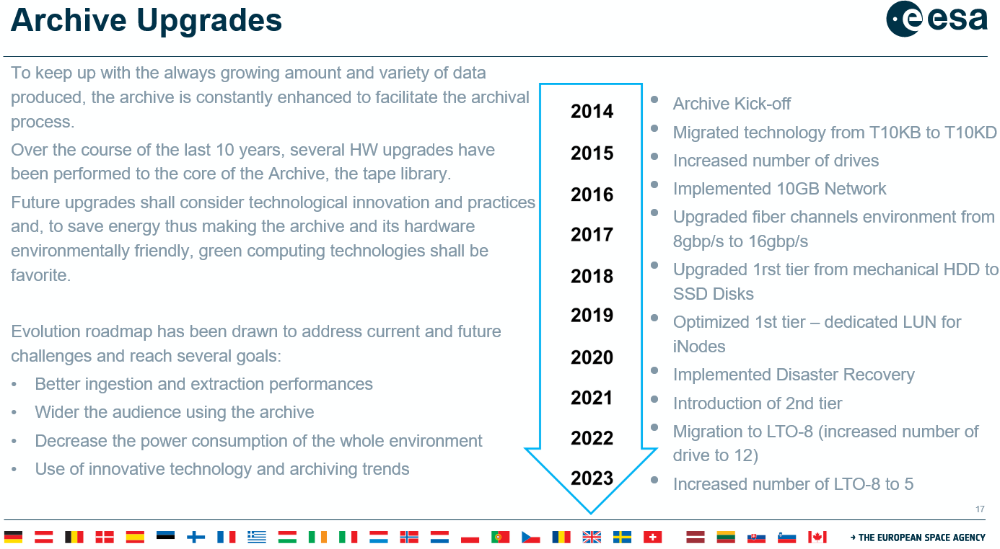 Archive Upgrades
esa
To keep up with the always growing amount and variety of data
produced, the archive is constantly enhanced to facilitate the archival
process.
Over the course of the last 10 years, several HW upgrades have
been performed to the core of the Archive, the tape library.
Future upgrades shall consider technological innovation and practices
and, to save energy thus making the archive and its hardware
environmentally friendly, green computing technologies shall be
favorite.
Evolution roadmap has been drawn to address current and future
challenges and reach several goals:
• Better ingestion and extraction performances
• Wider the audience using the archive
• Decrease the power consumption of the whole environment
• Use of innovative technology and archiving trends
2014
2015
2016
2017
2018
2019
2020
2021
2022
2023
• Archive Kick-off
• Migrated technology from T10KB to T10KD
• Increased number of drives
• Implemented 10GB Network
• Upgraded fiber channels environment from
8gbp/s to 16gbp/s
• Upgraded 1rst tier from mechanical HDD to
SSD Disks
• Optimized 1st tier – dedicated LUN for
iNodes
• Implemented Disaster Recovery
• Introduction of 2nd tier
• Migration to LTO-8 (increased number of
drive to 12)
• Increased number of LTO-8 to 5
17
→ THE EUROPEAN SPACE AGENCY